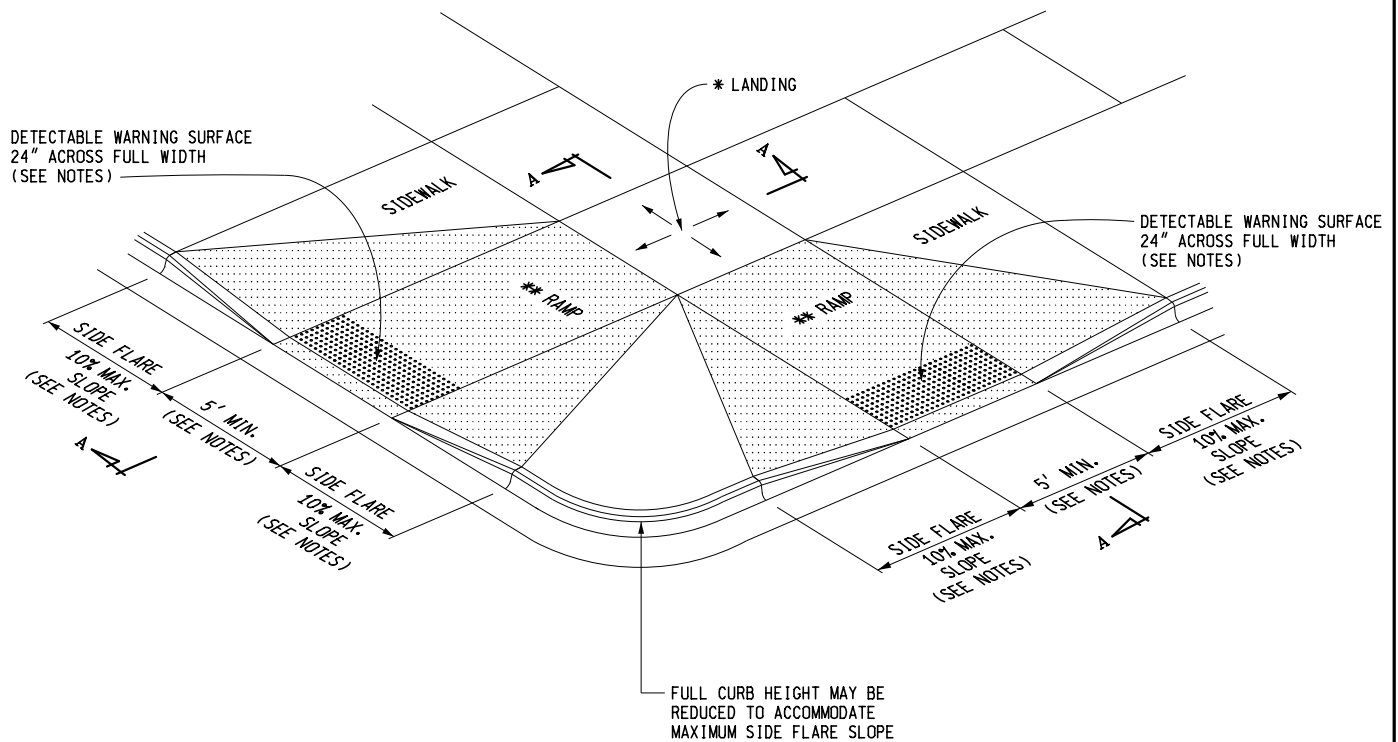 * LANDING
DETECTABLE WARNING SURFACE
24" ACROSS FULL WIDTH
(SEE NOTES)
A
A
SIDEWALK
SIDEWALK
DETECTABLE WARNING SURFACE
24" ACROSS FULL WIDTH
(SEE NOTES)
** RAMP
** RAMP
SIDE FLARE
10% MAX.
SLOPE
(SEE NOTES)
5' MIN.
(SEE NOTES)
A
SIDE FLARE
10% MAX.
SLOPE
(SEE NOTES)
SIDE FLARE
10% MAX.
SLOPE
(SEE NOTES)
5' MIN.
(SEE NOTES)
A
SIDE FLARE
10% MAX.
SLOPE
(SEE NOTES)
FULL CURB HEIGHT MAY BE
REDUCED TO ACCOMMODATE
MAXIMUM SIDE FLARE SLOPE